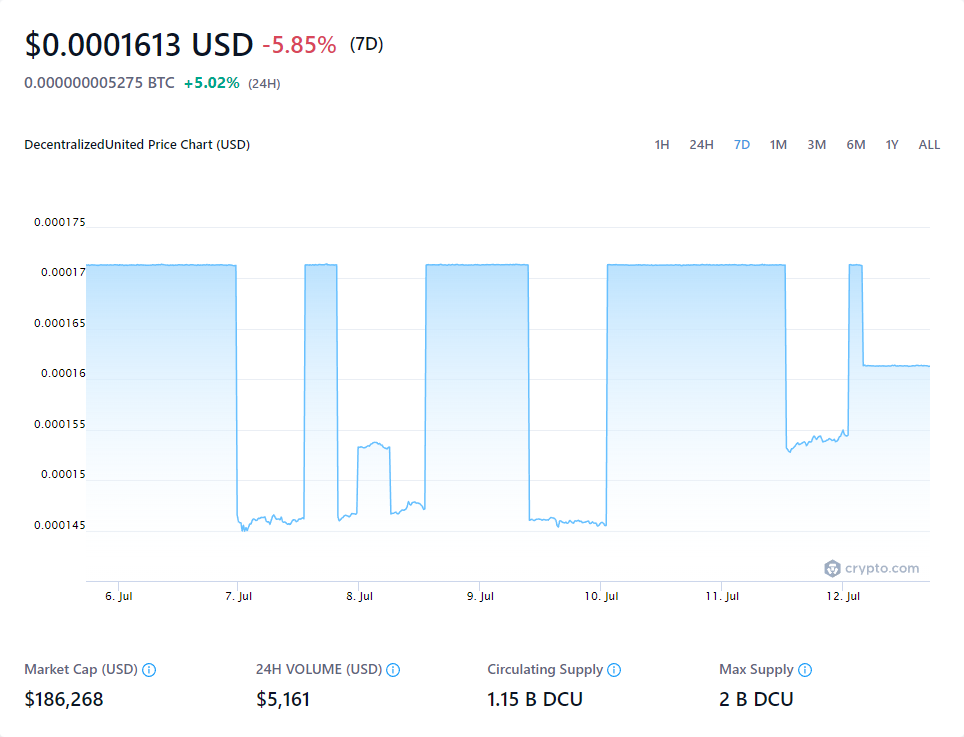 $0.0001613 USD -5.85% (7D)
0.000000005275 BTC +5.02% (24H)
DecentralizedUnited Price Chart (USD) 1H 24H 7D 1M 3M 6M 1Y ALL
0.000175
0.00017
0.000165
0.00016
0.000155
0.00015
0.000145
crypto.com
6. Jul 7. Jul 8. Jul 9. Jul 10. Jul 11. Jul 12. Jul
Market Cap (USD) 24H VOLUME (USD) Circulating Supply Max Supply
$186,268 $5,161 1.15 B DCU 2 B DCU